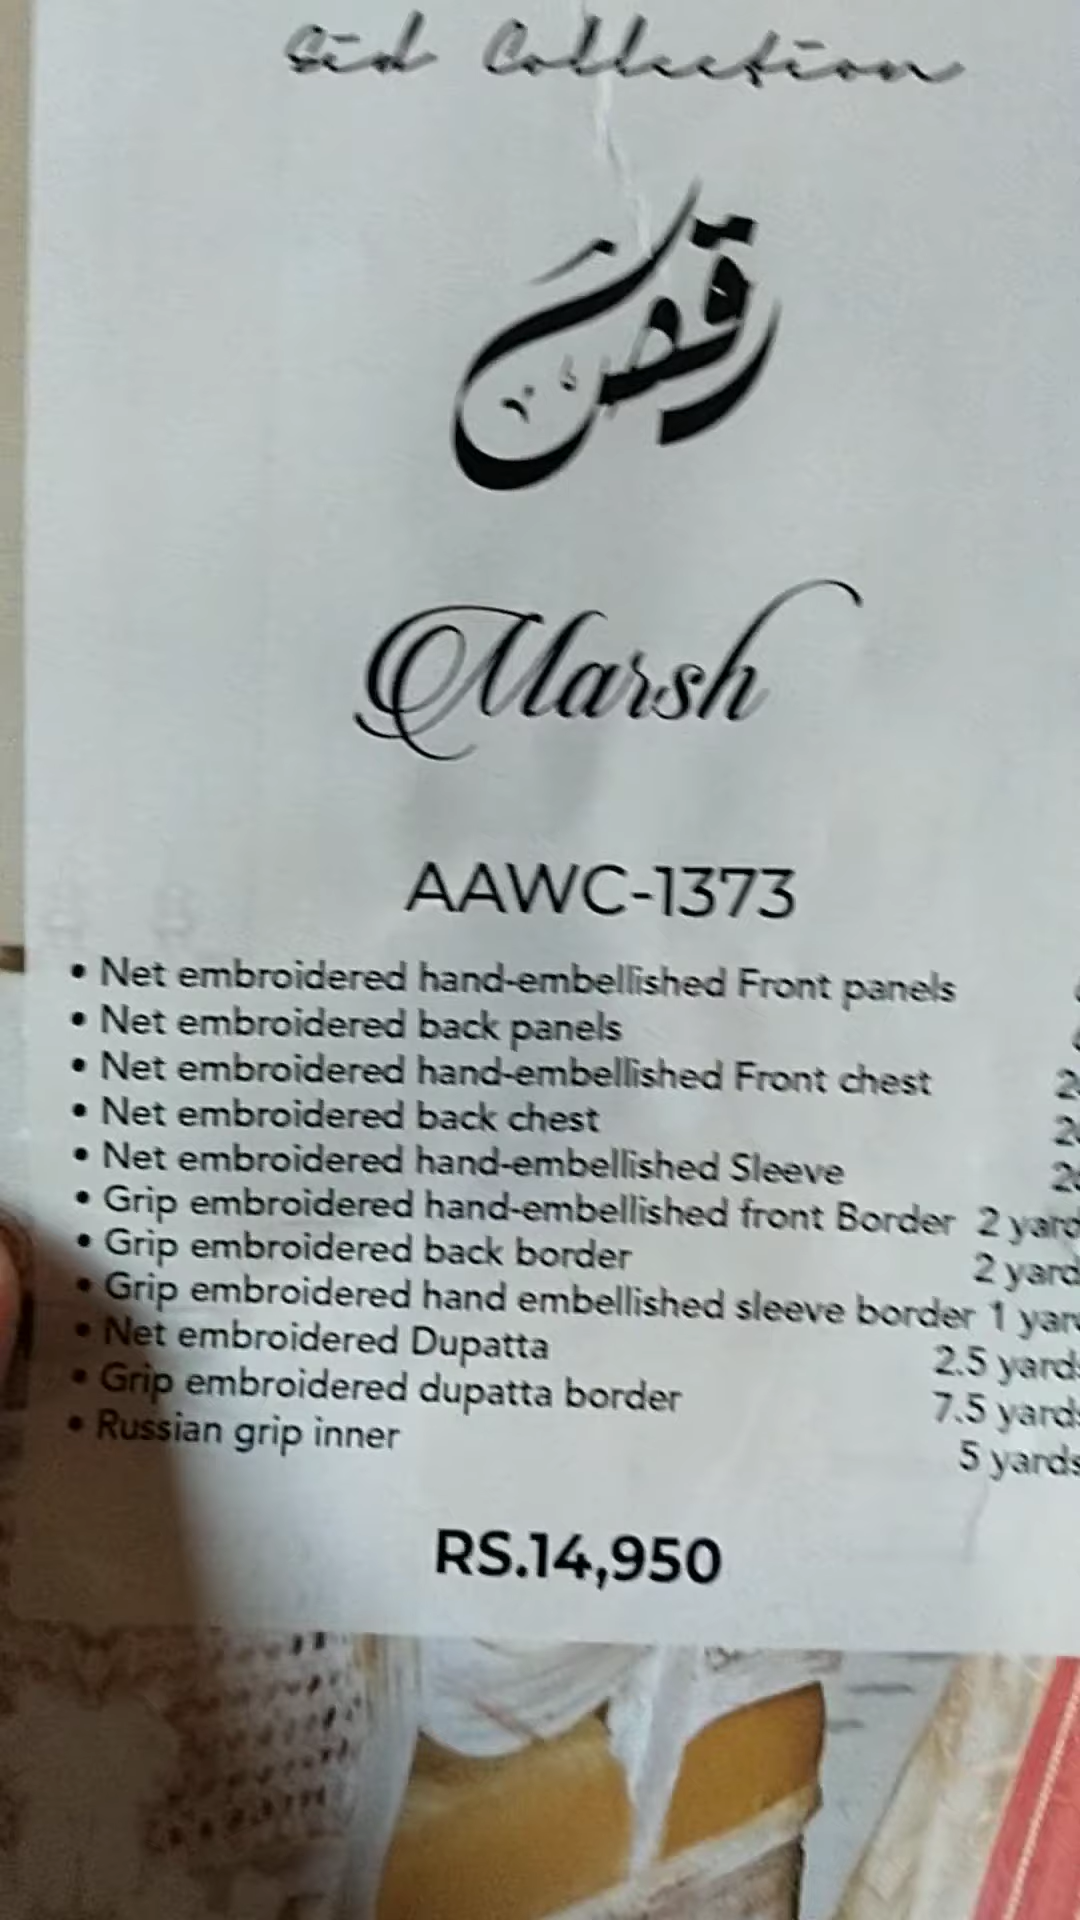 Eid Collection
رقص
Marsh
AAWC-1373
• Net embroidered hand-embellished Front panels
• Net embroidered back panels
• Net embroidered hand-embellished Front chest
• Net embroidered back chest
• Net embroidered hand-embellished Sleeve
• Grip embroidered hand-embellished front Border 2 yard
• Grip embroidered back border 2 yard
• Grip embroidered hand embellished sleeve border 1 yar
• Net embroidered Dupatta 2.5 yards
• Grip embroidered dupatta border 7.5 yards
• Russian grip inner 5 yards
RS.14,950